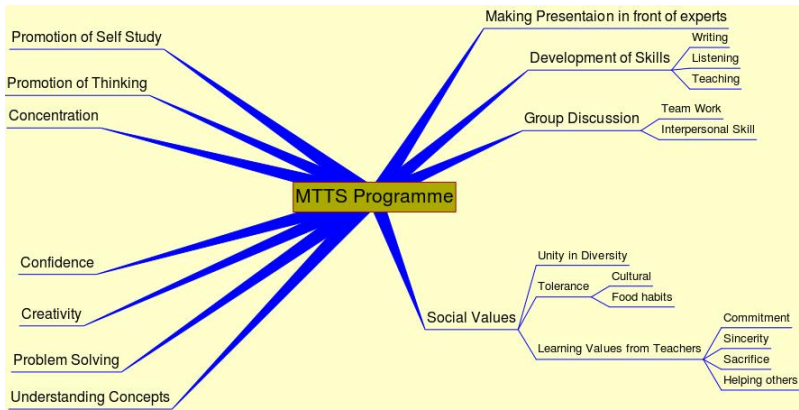 Promotion of Self Study
Promotion of Thinking
Concentration
Confidence
Creativity
Problem Solving
Understanding Concepts
MTTS Programme
Making Presentaion in front of experts
Development of Skills
Writing
Listening
Teaching
Group Discussion
Team Work
Interpersonal Skill
Social Values
Unity in Diversity
Tolerance
Cultural
Food habits
Learning Values from Teachers
Commitment
Sincerity
Sacrifice
Helping others